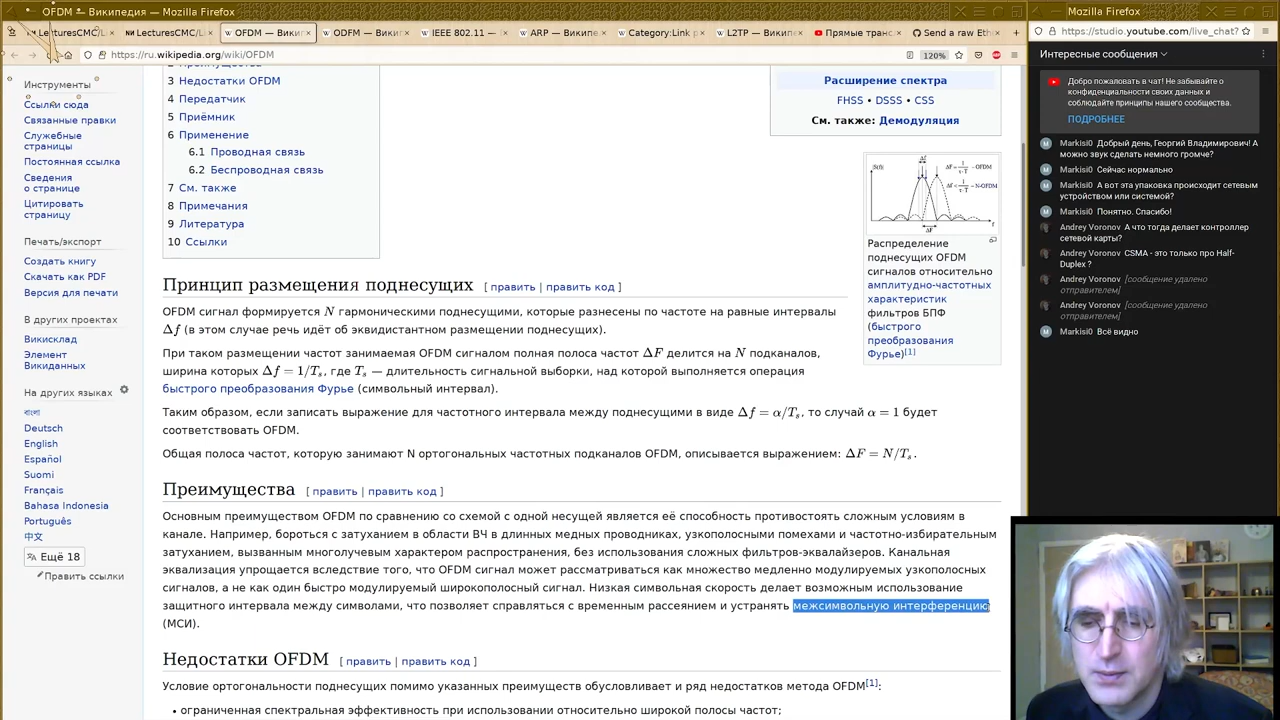 OFDM — Википедия — Mozilla Firefox
Mozilla Firefox
LecturesCMC/L
LecturesCMC/L
OFDM — Викип
ODFM — Викип
IEEE 802.11 —
ARP — Википед
Category:Link p
L2TP — Википе
Прямые транс
Send a raw Eth
https://ru.wikipedia.org/wiki/OFDM
120%
https://studio.youtube.com/live_chat?
Интересные сообщения
Инструменты
Ссылки сюда
Связанные правки
Служебные
страницы
Постоянная ссылка
Сведения
о странице
Цитировать
страницу
Печать/экспорт
Создать книгу
Скачать как PDF
Версия для печати
В других проектах
Викисклад
Элемент
Викиданных
На других языках
বাংলা
Deutsch
English
Español
Suomi
Français
Bahasa Indonesia
Português
中文
Ещё 18
Править ссылки
2 Преимущества
3 Недостатки OFDM
4 Передатчик
5 Приёмник
6 Применение
6.1 Проводная связь
6.2 Беспроводная связь
7 См. также
8 Примечания
9 Литература
10 Ссылки
Расширение спектра
FHSS • DSSS • CSS
См. также: Демодуляция
Распределение
поднесущих OFDM
сигналов относительно
амплитудно-частотных
характеристик
фильтров БПФ
(быстрого
преобразования
Фурье)[1]
Принцип размещения поднесущих [ править | править код ]
OFDM сигнал формируется N гармоническими поднесущими, которые разнесены по частоте на равные интервалы
Δf (в этом случае речь идёт об эквидистантном размещении поднесущих).
При таком размещении частот занимаемая OFDM сигналом полная полоса частот ΔF делится на N подканалов,
ширина которых Δf = 1/Ts, где Ts — длительность сигнальной выборки, над которой выполняется операция
быстрого преобразования Фурье (символьный интервал).
Таким образом, если записать выражение для частотного интервала между поднесущими в виде Δf = α/Ts, то случай α = 1 будет
соответствовать OFDM.
Общая полоса частот, которую занимают N ортогональных частотных подканалов OFDM, описывается выражением: ΔF = N/Ts.
Преимущества [ править | править код ]
Основным преимуществом OFDM по сравнению со схемой с одной несущей является её способность противостоять сложным условиям в
канале. Например, бороться с затуханием в области ВЧ в длинных медных проводниках, узкополосными помехами и частотно-избирательным
затуханием, вызванным многолучевым характером распространения, без использования сложных фильтров-эквалайзеров. Канальная
эквализация упрощается вследствие того, что OFDM сигнал может рассматриваться как множество медленно модулируемых узкополосных
сигналов, а не как один быстро модулируемый широкополосный сигнал. Низкая символьная скорость делает возможным использование
защитного интервала между символами, что позволяет справляться с временным рассеянием и устранять межсимвольную интерференцию
(МСИ).
Недостатки OFDM [ править | править код ]
Условие ортогональности поднесущих помимо указанных преимуществ обусловливает и ряд недостатков метода OFDM[1]:
• ограниченная спектральная эффективность при использовании относительно широкой полосы частот;
Добро пожаловать в чат! Не забывайте о
конфиденциальности своих данных и
соблюдайте принципы нашего сообщества.
ПОДРОБНЕЕ
Markisi0 Добрый день, Георгий Владимирович! А
можно звук сделать немного громче?
Markisi0 Сейчас нормально
Markisi0 А вот эта упаковка происходит сетевым
устройством или системой?
Markisi0 Понятно. Спасибо!
Andrey Voronov А что тогда делает контроллер
сетевой карты?
Andrey Voronov CSMA - это только про Half-
Duplex ?
Andrey Voronov [сообщение удалено
отправителем]
Andrey Voronov [сообщение удалено
отправителем]
Markisi0 Всё видно